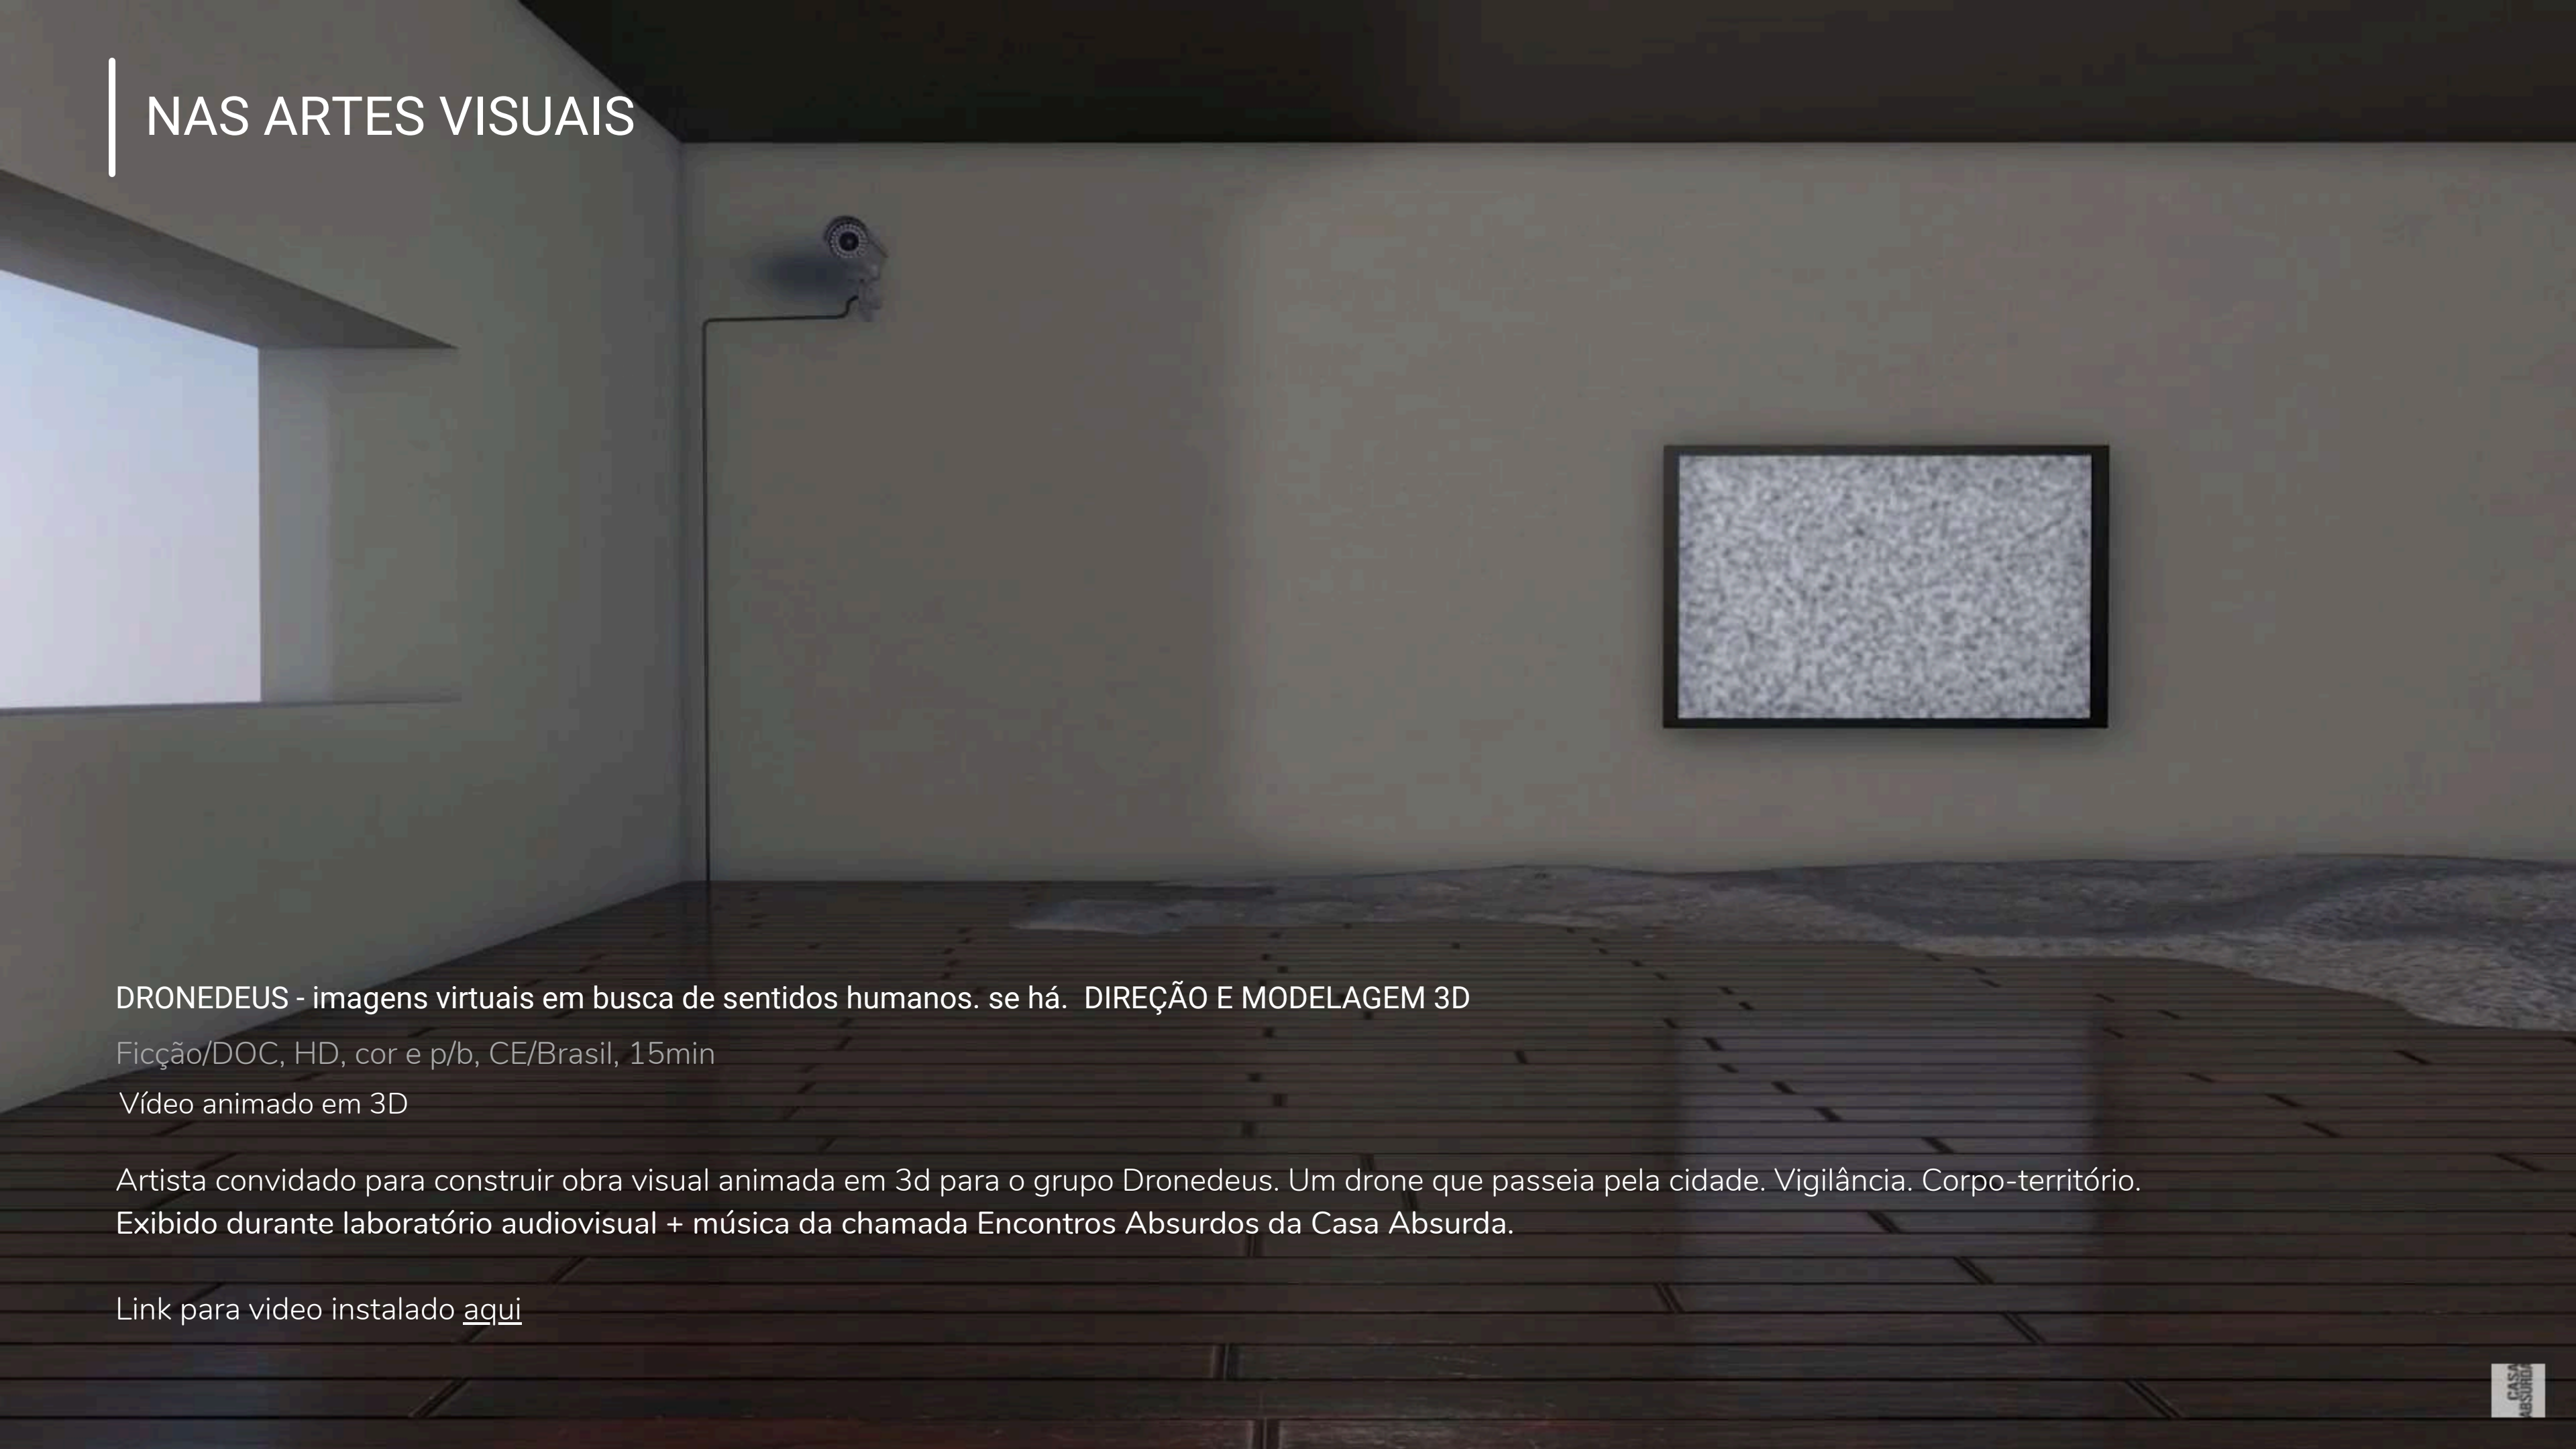 NAS ARTES VISUAIS
DRONEDEUS - imagens virtuais em busca de sentidos humanos. se há.  DIREÇÃO E MODELAGEM 3D
Ficção/DOC, HD, cor e p/b, CE/Brasil, 15min
Vídeo animado em 3D
Artista convidado para construir obra visual animada em 3d para o grupo Dronedeus. Um drone que passeia pela cidade. Vigilância. Corpo-território.
Exibido durante laboratório audiovisual + música da chamada Encontros Absurdos da Casa Absurda.
Link para video instalado aqui
CASA
ABSURDA